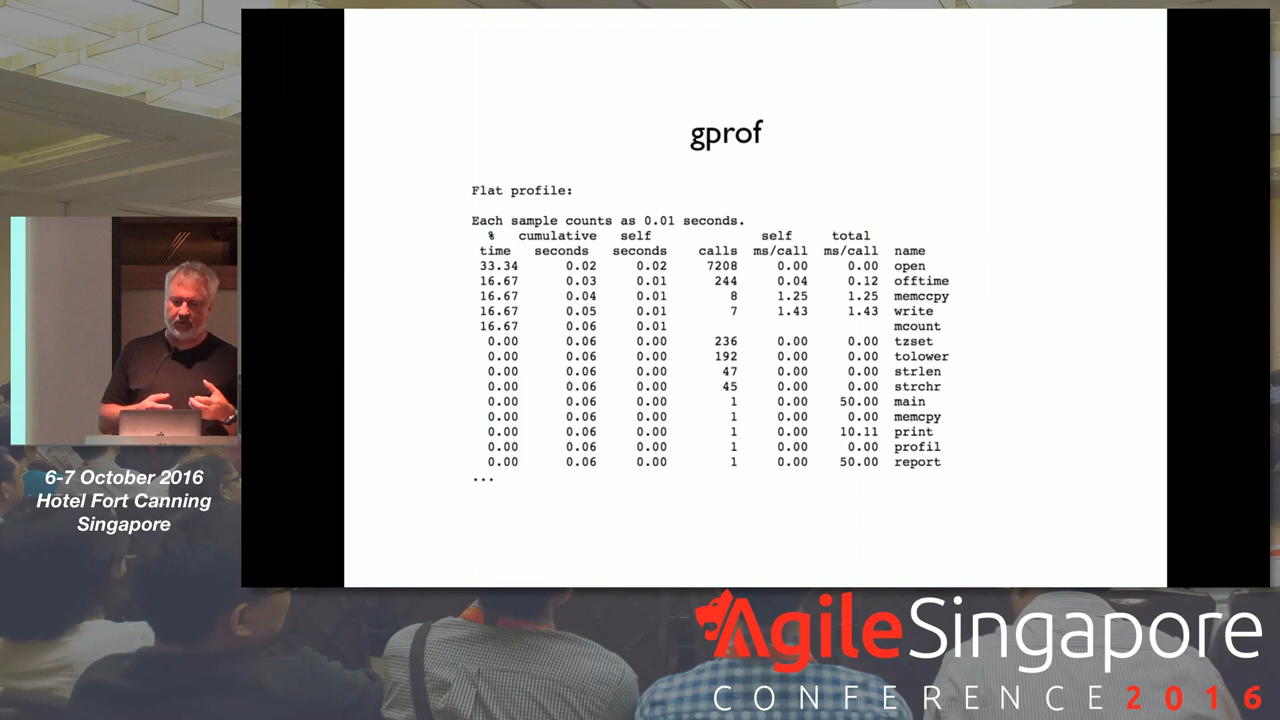 gprof
Flat profile:
Each sample counts as 0.01 seconds.
% cumulative self self total
time seconds seconds calls ms/call ms/call name
33.34 0.02 0.02 7208 0.00 0.00 open
16.67 0.03 0.01 244 0.04 0.12 offtime
16.67 0.04 0.01 8 1.25 1.25 memccpy
16.67 0.05 0.01 7 1.43 1.43 write
16.67 0.06 0.01 mcount
0.00 0.06 0.00 236 0.00 0.00 tzset
0.00 0.06 0.00 192 0.00 0.00 tolower
0.00 0.06 0.00 47 0.00 0.00 strlen
0.00 0.06 0.00 45 0.00 0.00 strchr
0.00 0.06 0.00 1 0.00 50.00 main
0.00 0.06 0.00 1 0.00 0.00 memcpy
0.00 0.06 0.00 1 0.00 10.11 print
0.00 0.06 0.00 1 0.00 0.00 profil
0.00 0.06 0.00 1 0.00 50.00 report
...
6-7 October 2016
Hotel Fort Canning
Singapore
AgileSingapore
CONFERENCE 2016